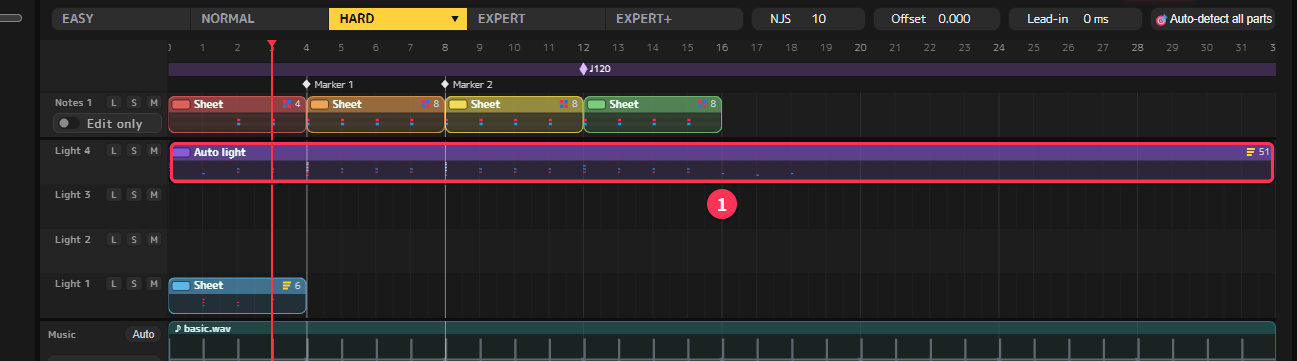 EASY NORMAL HARD ▼ EXPERT EXPERT+ NJS 10 Offset 0.000 Lead-in 0 ms Auto-detect all parts
0 1 2 3 4 5 6 7 8 9 10 11 12 13 14 15 16 17 18 19 20 21 22 23 24 25 26 27 28 29 30 31 3
♩120
Marker 1 Marker 2
Notes 1 L S M Sheet 4 Sheet 8 Sheet 8 Sheet 8
Edit only
Light 4 L S M Auto light 51
Light 3 L S M
1
Light 2 L S M
Light 1 L S M Sheet 6
♪ basic.wav
Music Auto